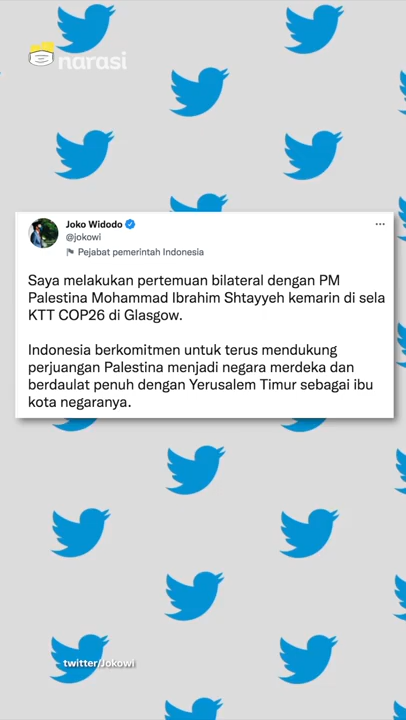 narasi
Joko Widodo
@jokowi
Pejabat pemerintah Indonesia
Saya melakukan pertemuan bilateral dengan PM
Palestina Mohammad Ibrahim Shtayyeh kemarin di sela
KTT COP26 di Glasgow.
Indonesia berkomitmen untuk terus mendukung
perjuangan Palestina menjadi negara merdeka dan
berdaulat penuh dengan Yerusalem Timur sebagai ibu
kota negaranya.
twitter/Jokowi